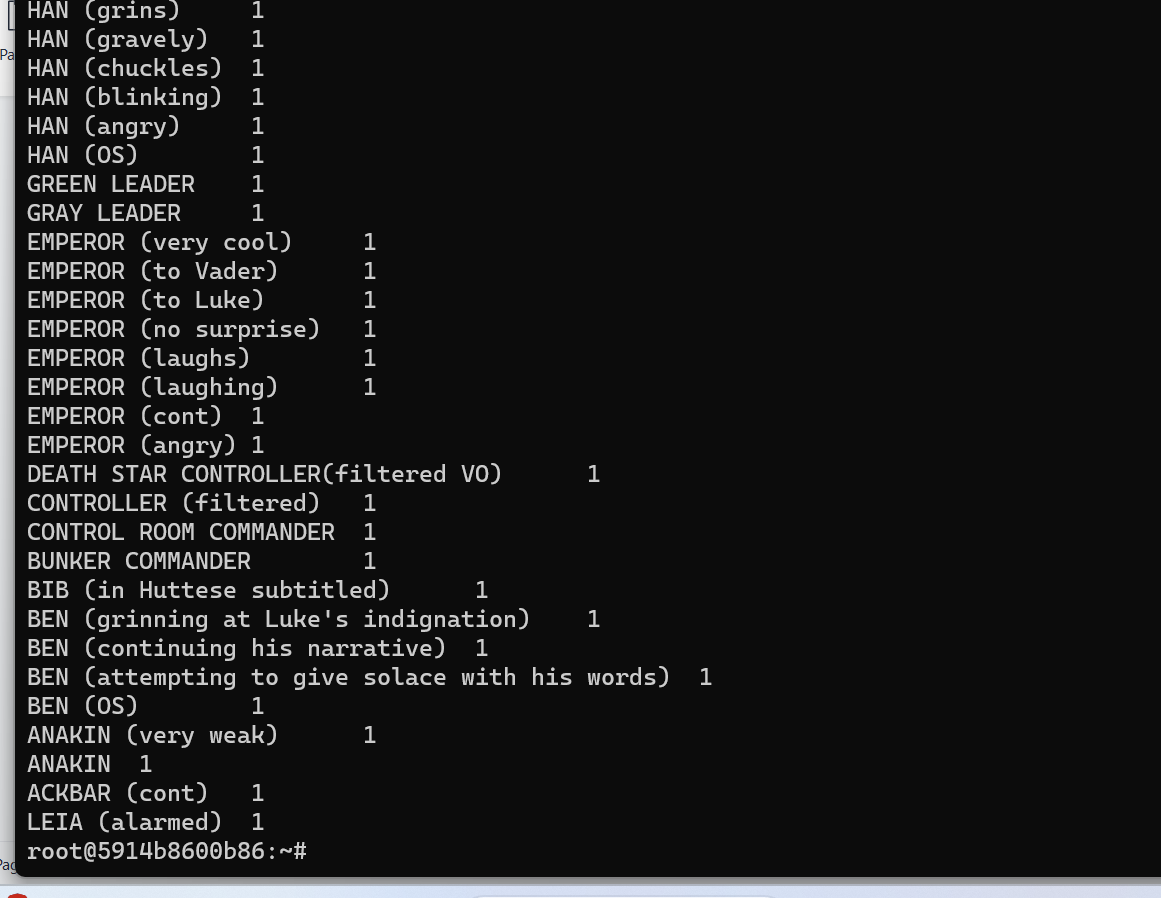 HAN (grins)     1
HAN (gravely)   1
HAN (chuckles)  1
HAN (blinking)  1
HAN (angry)     1
HAN (OS)        1
GREEN LEADER    1
GRAY LEADER     1
EMPEROR (very cool)     1
EMPEROR (to Vader)      1
EMPEROR (to Luke)       1
EMPEROR (no surprise)   1
EMPEROR (laughs)        1
EMPEROR (laughing)      1
EMPEROR (cont)  1
EMPEROR (angry) 1
DEATH STAR CONTROLLER(filtered VO)      1
CONTROLLER (filtered)   1
CONTROL ROOM COMMANDER  1
BUNKER COMMANDER        1
BIB (in Huttese subtitled)      1
BEN (grinning at Luke's indignation)    1
BEN (continuing his narrative)  1
BEN (attempting to give solace with his words)  1
BEN (OS)        1
ANAKIN (very weak)      1
ANAKIN  1
ACKBAR (cont)   1
LEIA (alarmed)  1
root@5914b8600b86:~#